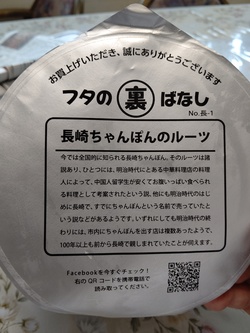 お買上げいただき、誠にありがとうございます
フタの裏ばなし
No.長-1
長崎ちゃんぽんのルーツ
今では全国的に知られる長崎ちゃんぽん。そのルーツは諸
説あり、ひとつには、明治時代にとある中華料理店の料理
人によって、中国人留学生が安くてお腹いっぱい食べられ
る料理として考案されたという説、他にも明治時代のはじ
めに長崎で、すでにちゃんぽんという名前で売っていたと
いう説などがあるようです。いずれにしても明治時代の終
わりには、市内にちゃんぽんを出す店は複数あったようで、
100年以上も前から長崎で親しまれていたことが伺えます。
Facebookを今すぐチェック!
右のQRコードを携帯電話で
読み取ってください。